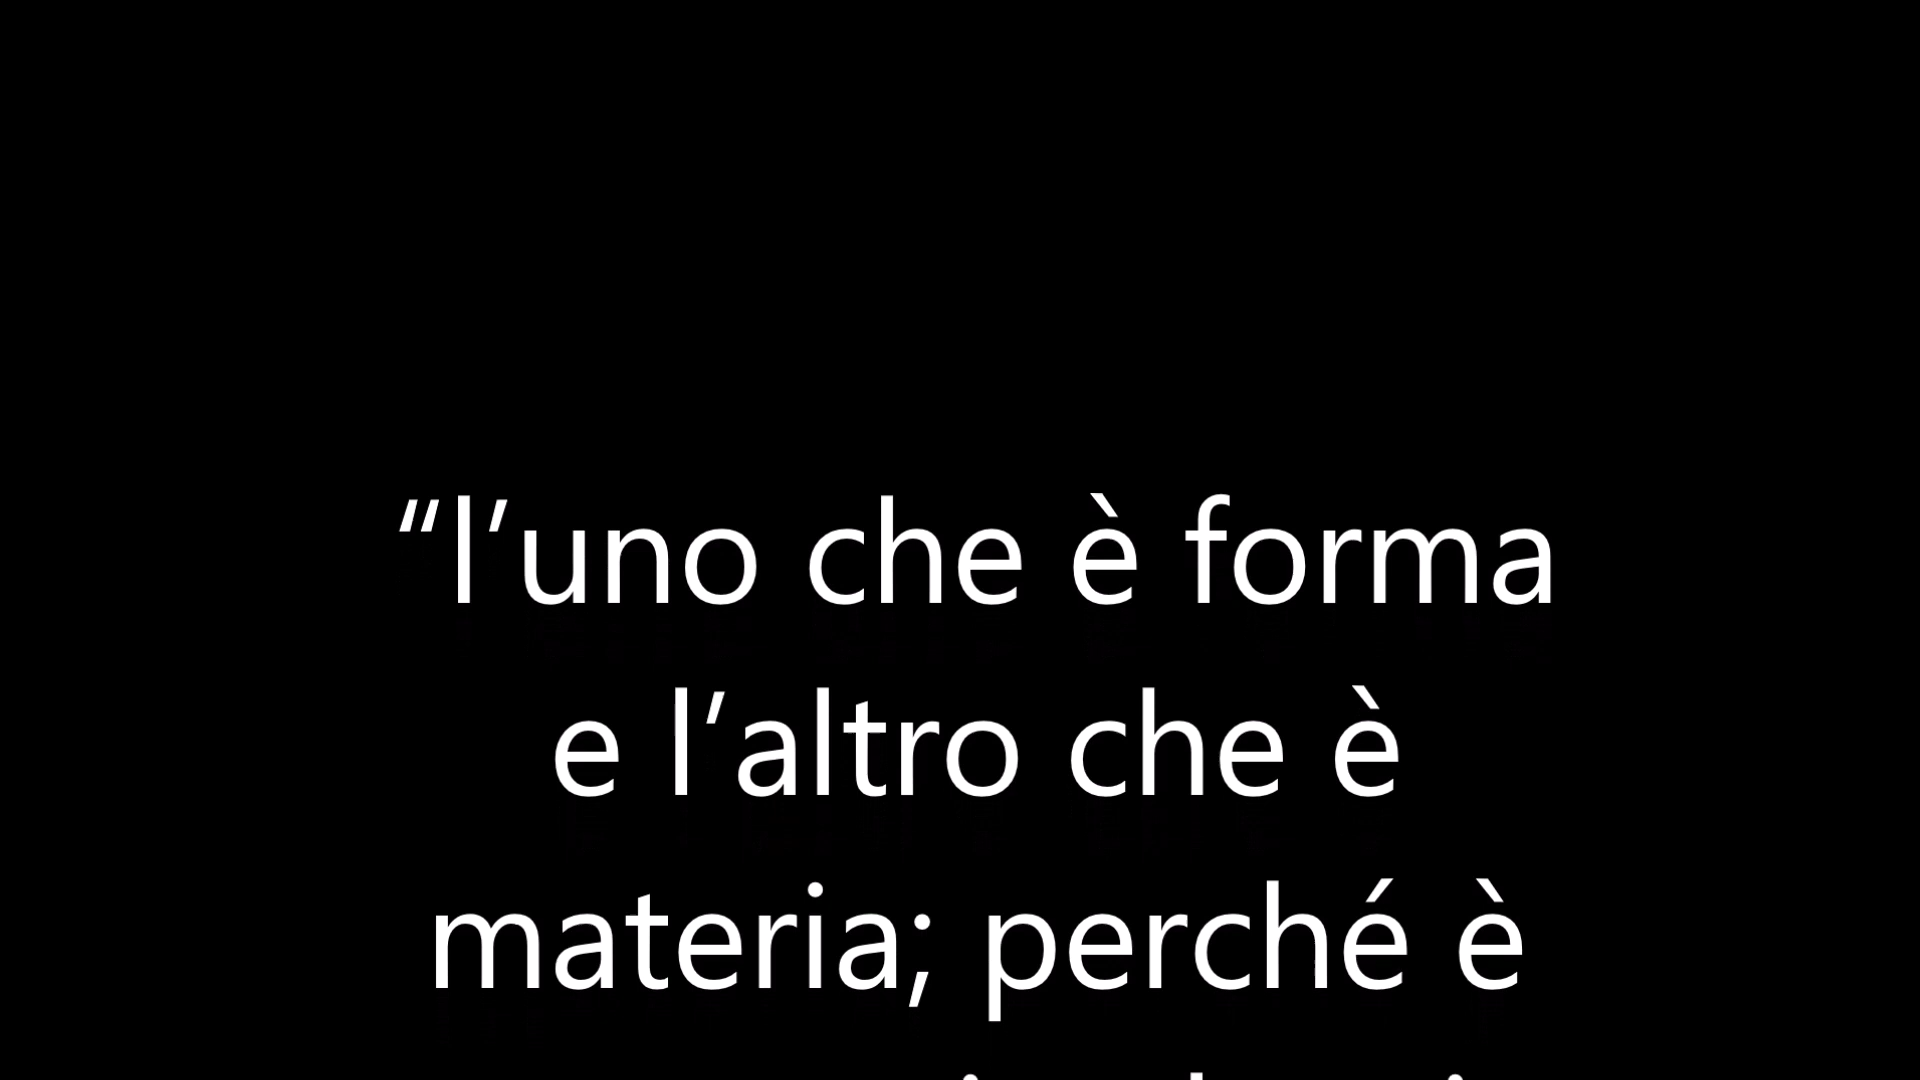 “l’uno che è forma
e l’altro che è
materia; perché è